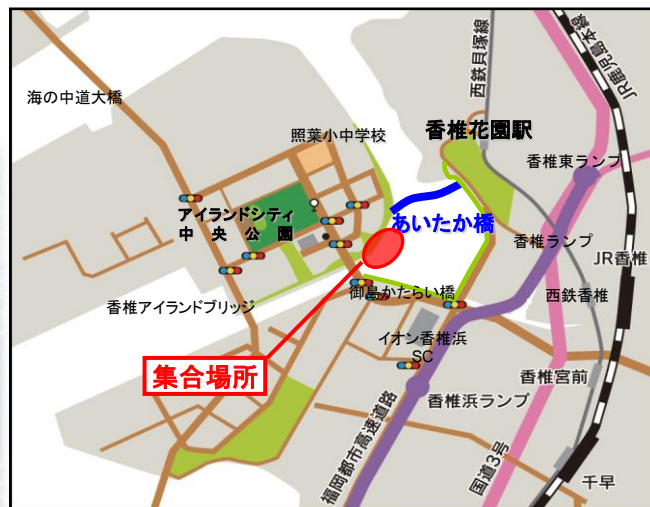 海の中道大橋
照葉小中学校
西鉄貝塚線
JR鹿児島本線
香椎花園駅
香椎東ランプ
アイランドシティ
中央公園
あいたか橋
香椎ランプ
JR香椎
香椎アイランドブリッジ
御島かたらい橋
西鉄香椎
イオン香椎浜
SC
集合場所
香椎宮前
香椎浜ランプ
福岡都市高速道路
国道3号
千早